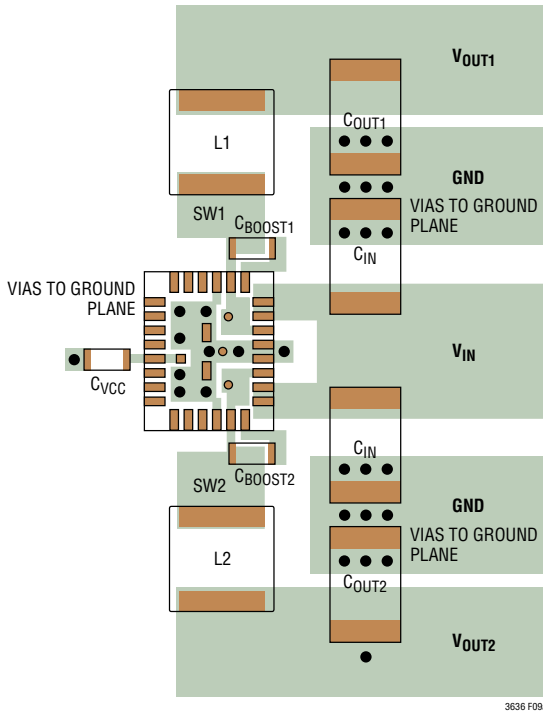 VOUT1
COUT1
L1
GND
VIAS TO GROUND
PLANE
SW1
CBOOST1
CIN
VIAS TO GROUND
PLANE
VIN
CVCC
CIN
CBOOST2
SW2
GND
VIAS TO GROUND
PLANE
L2
COUT2
VOUT2
3636 F09